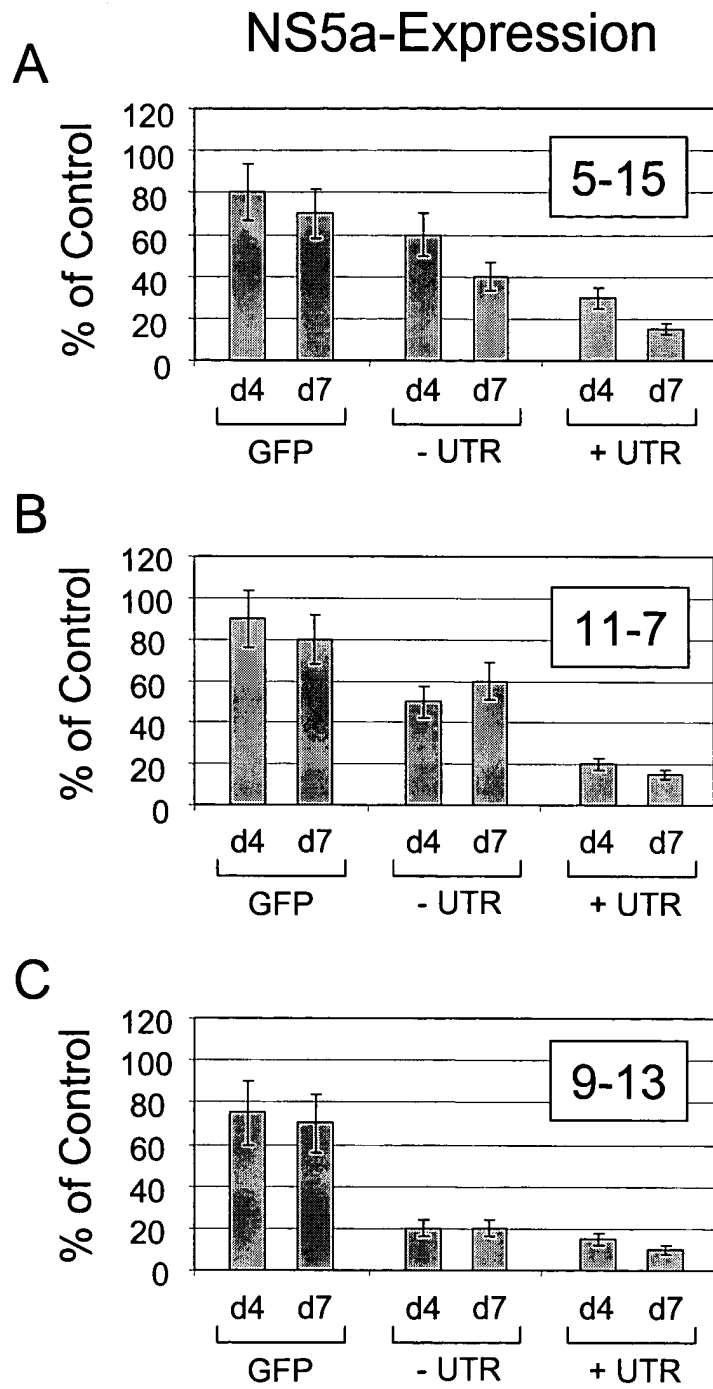 NS5a-Expression
A
% of Control
120
100
80
60
40
20
0
5-15
d4 d7 d4 d7 d4 d7
GFP - UTR + UTR
B
% of Control
120
100
80
60
40
20
0
11-7
d4 d7 d4 d7 d4 d7
GFP - UTR + UTR
C
% of Control
120
100
80
60
40
20
0
9-13
d4 d7 d4 d7 d4 d7
GFP - UTR + UTR